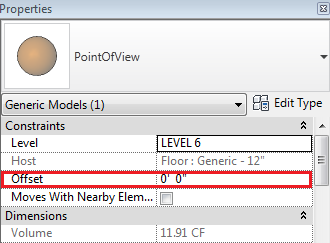 Properties
PointOfView
Generic Models (1) Edit Type
Constraints
Level LEVEL 6
Host Floor : Generic - 12"
Offset 0' 0"
Moves With Nearby Elem...
Dimensions
Volume 11.91 CF